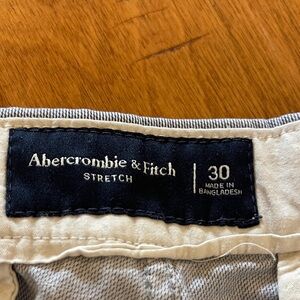 Abercrombie & Fitch
STRETCH
30
MADE IN
BANGLADESH